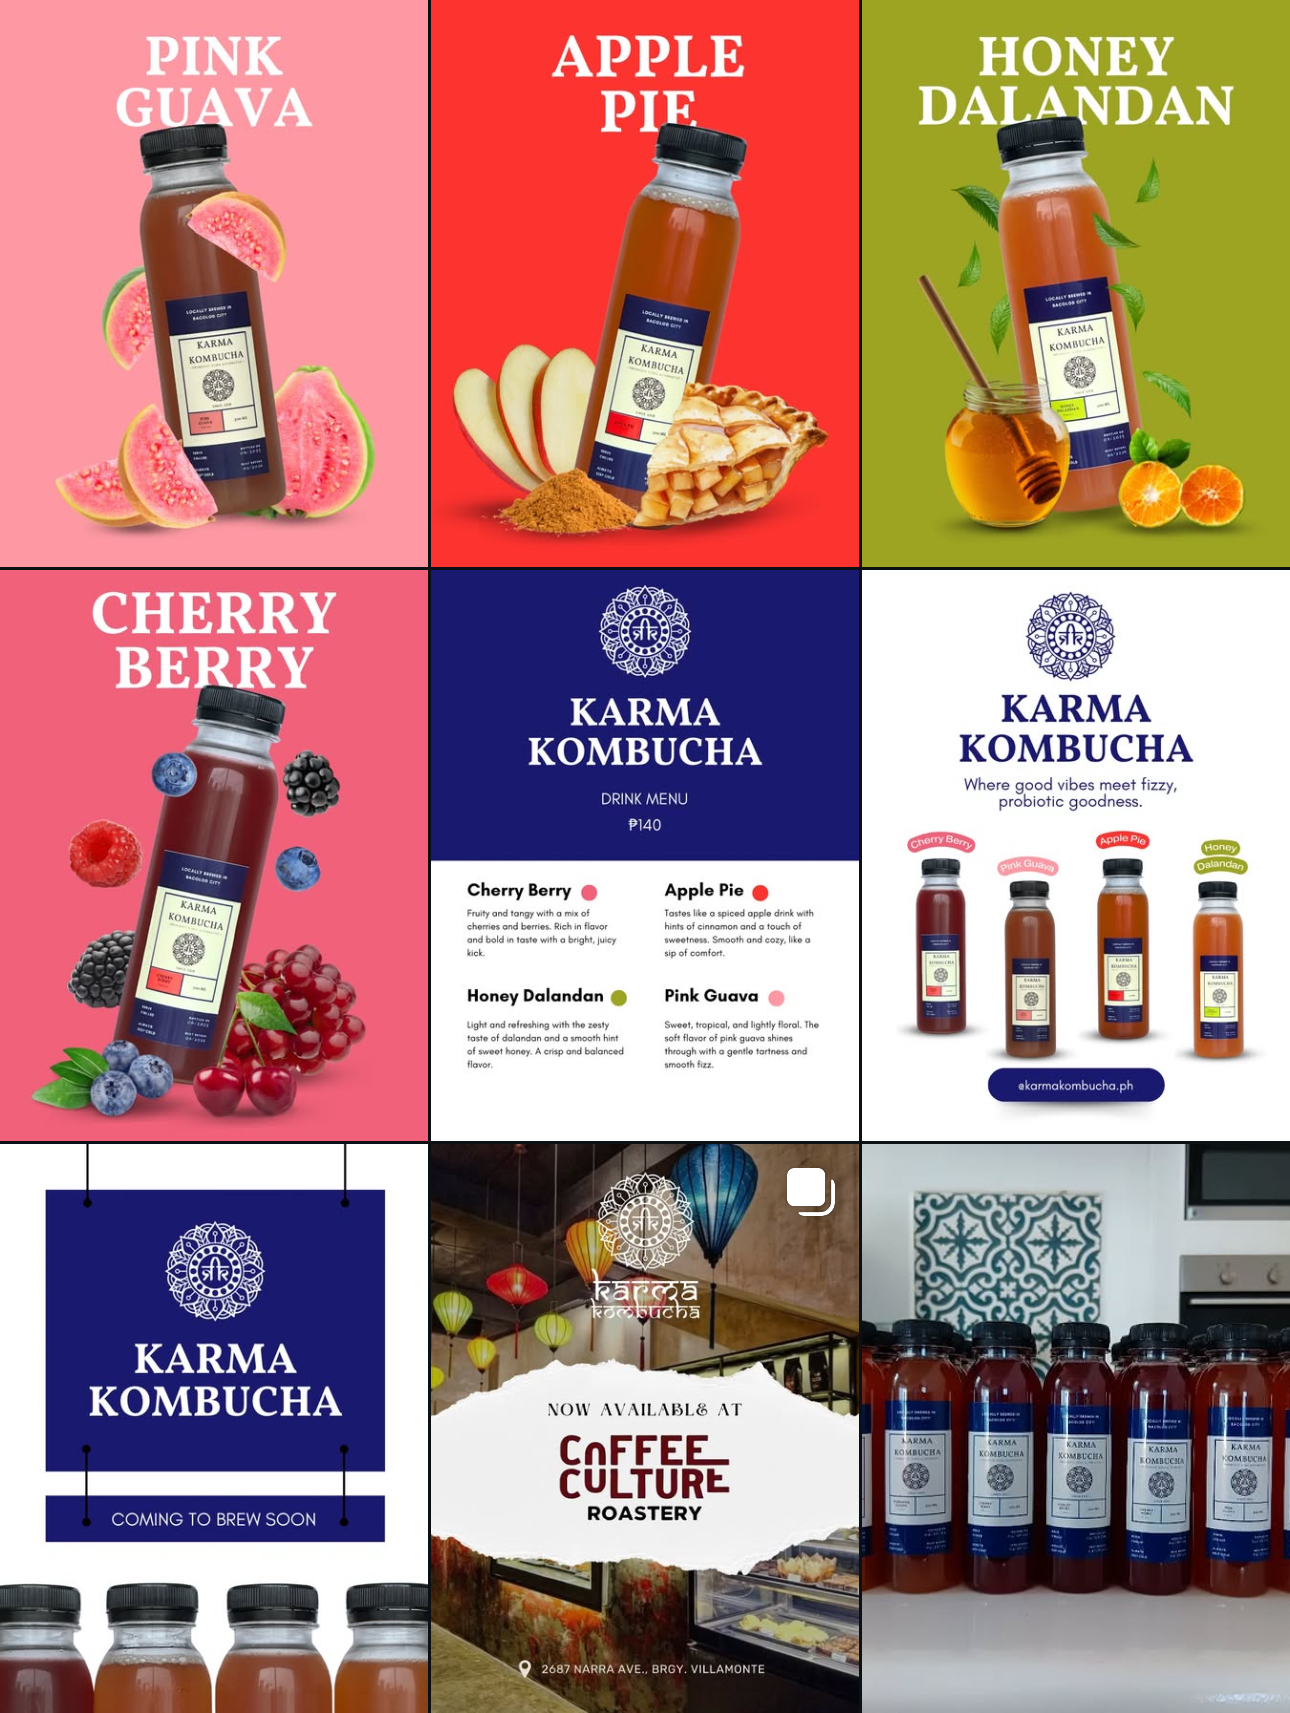 PINK
GUAVA
LOCALLY BREWED IN
BACOLOD CITY
KARMA
KOMBUCHA
APPLE
PIE
LOCALLY BREWED IN
BACOLOD CITY
KARMA
KOMBUCHA
HONEY
DALANDAN
LOCALLY BREWED IN
BACOLOD CITY
KARMA
KOMBUCHA
CHERRY
BERRY
LOCALLY BREWED IN
BACOLOD CITY
KARMA
KOMBUCHA
KARMA
KOMBUCHA
DRINK MENU
₱140
Cherry Berry
Fruity and tangy with a mix of
cherries and berries. Rich in flavor
and bold in taste with a bright, juicy
kick.
Apple Pie
Tastes like a spiced apple drink with
hints of cinnamon and a touch of
sweetness. Smooth and cozy, like a
sip of comfort.
Honey Dalandan
Light and refreshing with the zesty
taste of dalandan and a smooth hint
of sweet honey. A crisp and balanced
flavor.
Pink Guava
Sweet, tropical, and lightly floral. The
soft flavor of pink guava shines
through with a gentle tartness and
smooth fizz.
KARMA
KOMBUCHA
Where good vibes meet fizzy,
probiotic goodness.
Cherry Berry
Pink Guava
Apple Pie
Honey
Dalandan
@karmakombucha.ph
KARMA
KOMBUCHA
COMING TO BREW SOON
karma
kombucha
NOW AVAILABLE AT
COFFEE
CULTURE
ROASTERY
2687 NARRA AVE., BRGY. VILLAMONTE
KARMA
KOMBUCHA
KARMA
KOMBUCHA
KARMA
KOMBUCHA
KARMA
KOMBUCHA
KARMA
KOMBUCHA